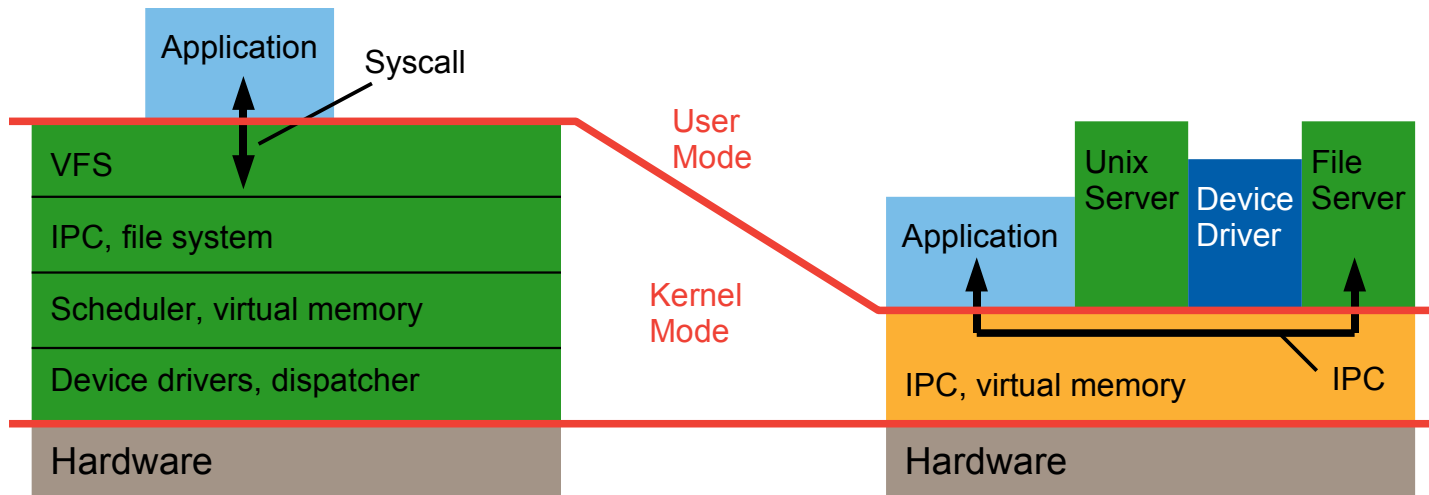 Application
Syscall
VFS
IPC, file system
Scheduler, virtual memory
Device drivers, dispatcher
Hardware
User
Mode
Kernel
Mode
Application
Unix
Server
Device
Driver
File
Server
IPC, virtual memory
IPC
Hardware